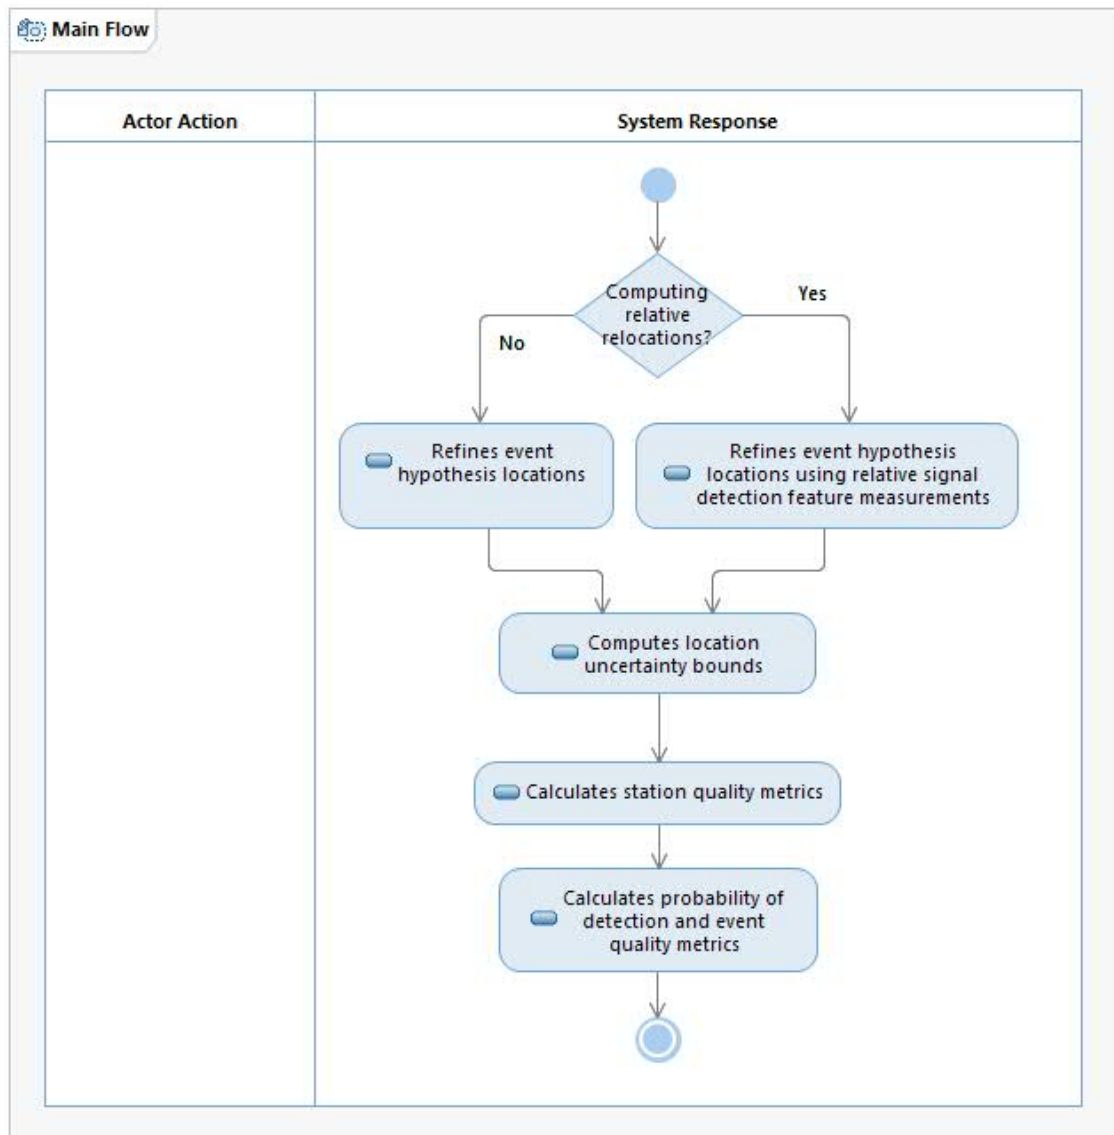 Main Flow
Actor Action
System Response
Computing
relative
relocations?
Yes
No
Refines event
hypothesis locations
Refines event hypothesis
locations using relative signal
detection feature measurements
Computes location
uncertainty bounds
Calculates station quality metrics
Calculates probability of
detection and event
quality metrics